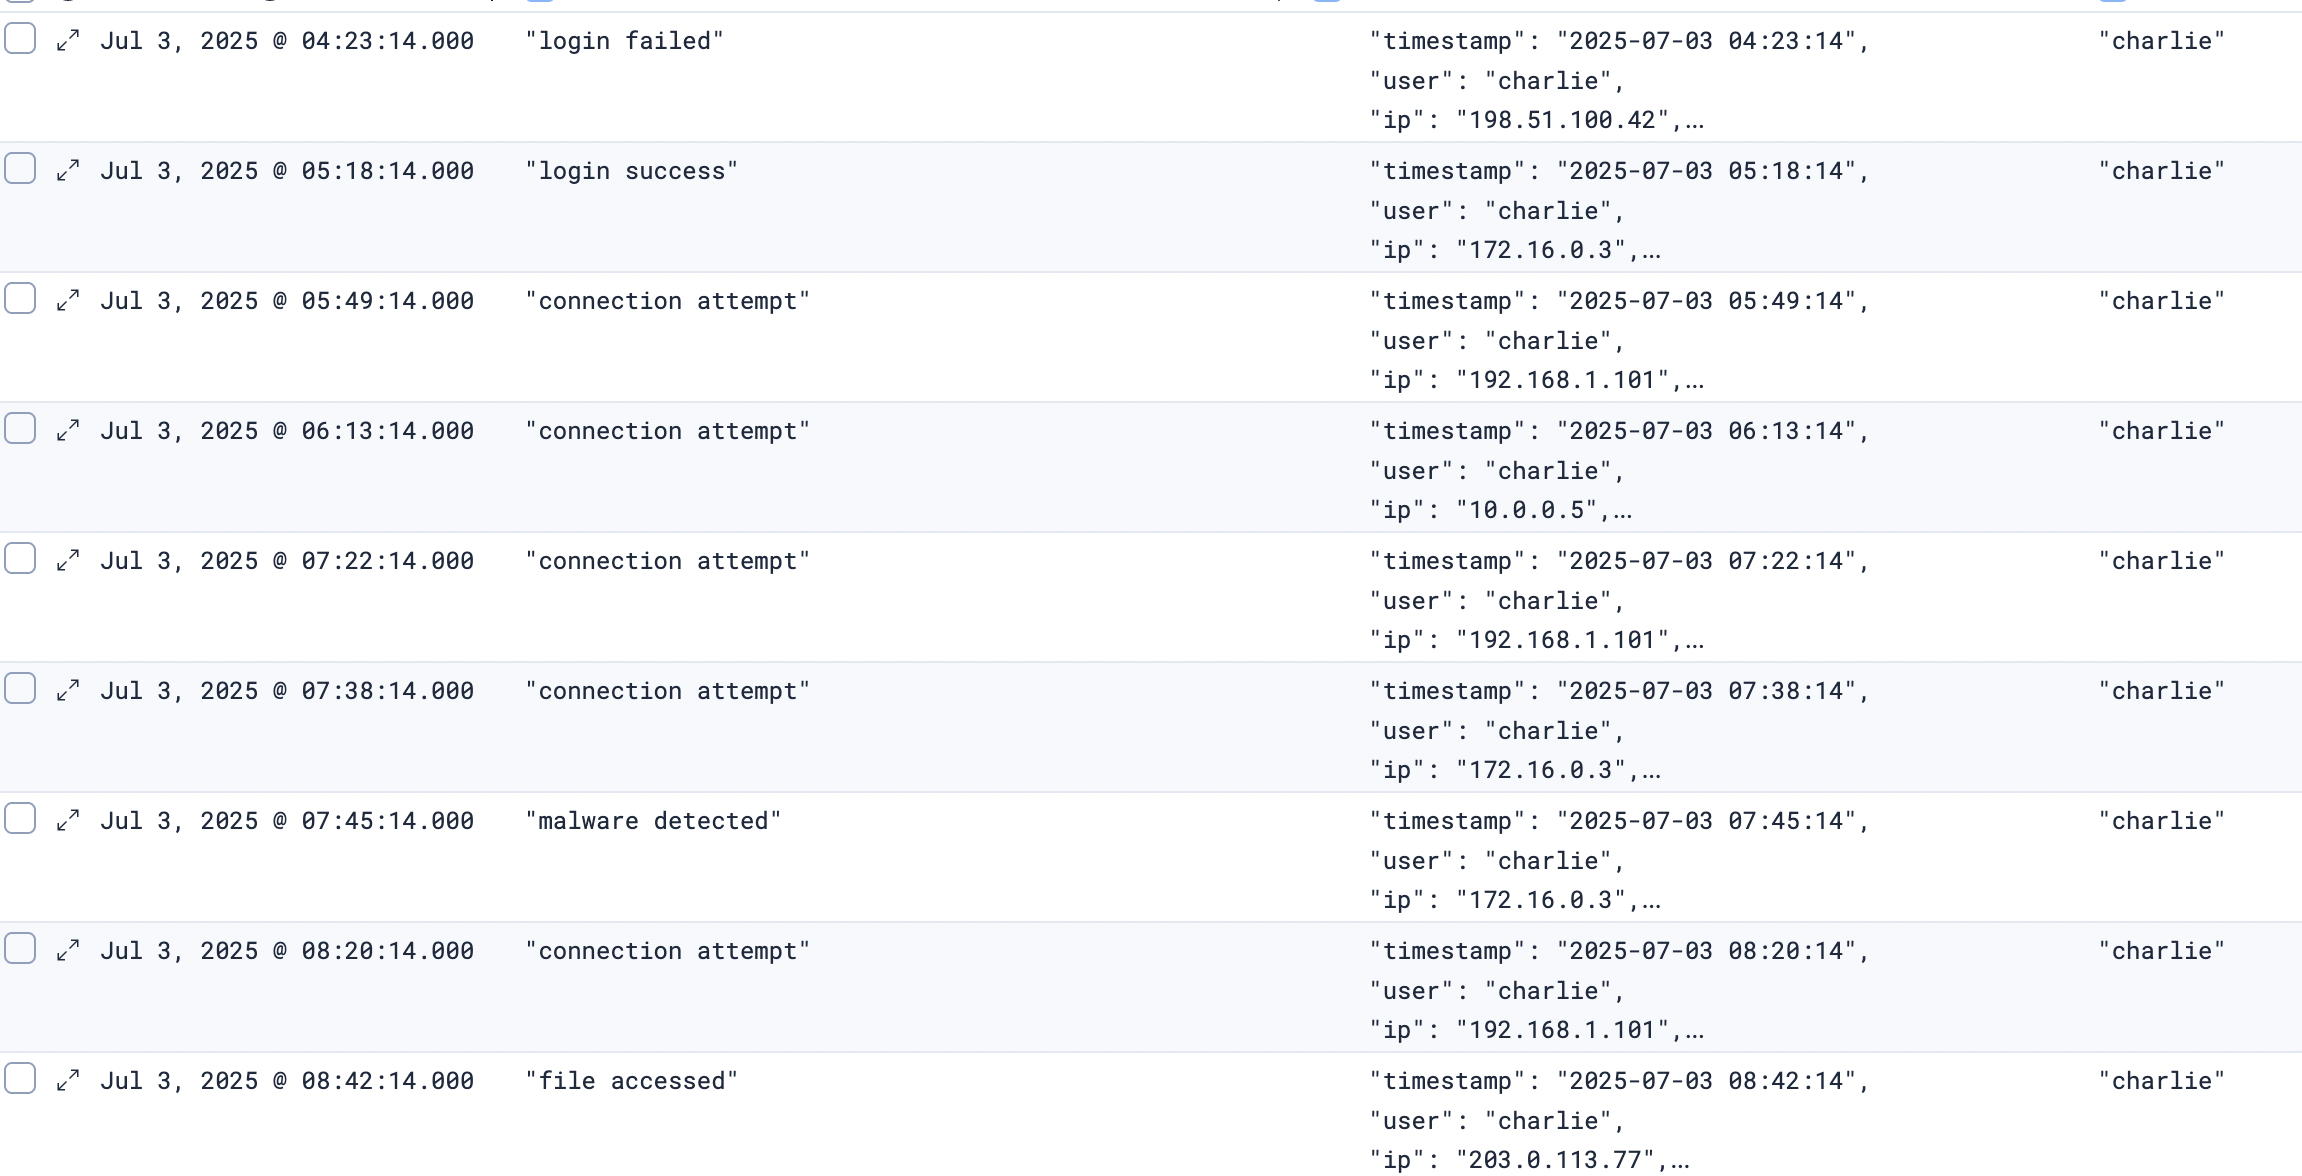 Jul 3, 2025 @ 04:23:14.000 "login failed" "timestamp": "2025-07-03 04:23:14", "charlie"
"user": "charlie",
"ip": "198.51.100.42",…
Jul 3, 2025 @ 05:18:14.000 "login success" "timestamp": "2025-07-03 05:18:14", "charlie"
"user": "charlie",
"ip": "172.16.0.3",…
Jul 3, 2025 @ 05:49:14.000 "connection attempt" "timestamp": "2025-07-03 05:49:14", "charlie"
"user": "charlie",
"ip": "192.168.1.101",…
Jul 3, 2025 @ 06:13:14.000 "connection attempt" "timestamp": "2025-07-03 06:13:14", "charlie"
"user": "charlie",
"ip": "10.0.0.5",…
Jul 3, 2025 @ 07:22:14.000 "connection attempt" "timestamp": "2025-07-03 07:22:14", "charlie"
"user": "charlie",
"ip": "192.168.1.101",…
Jul 3, 2025 @ 07:38:14.000 "connection attempt" "timestamp": "2025-07-03 07:38:14", "charlie"
"user": "charlie",
"ip": "172.16.0.3",…
Jul 3, 2025 @ 07:45:14.000 "malware detected" "timestamp": "2025-07-03 07:45:14", "charlie"
"user": "charlie",
"ip": "172.16.0.3",…
Jul 3, 2025 @ 08:20:14.000 "connection attempt" "timestamp": "2025-07-03 08:20:14", "charlie"
"user": "charlie",
"ip": "192.168.1.101",…
Jul 3, 2025 @ 08:42:14.000 "file accessed" "timestamp": "2025-07-03 08:42:14", "charlie"
"user": "charlie",
"ip": "203.0.113.77",…